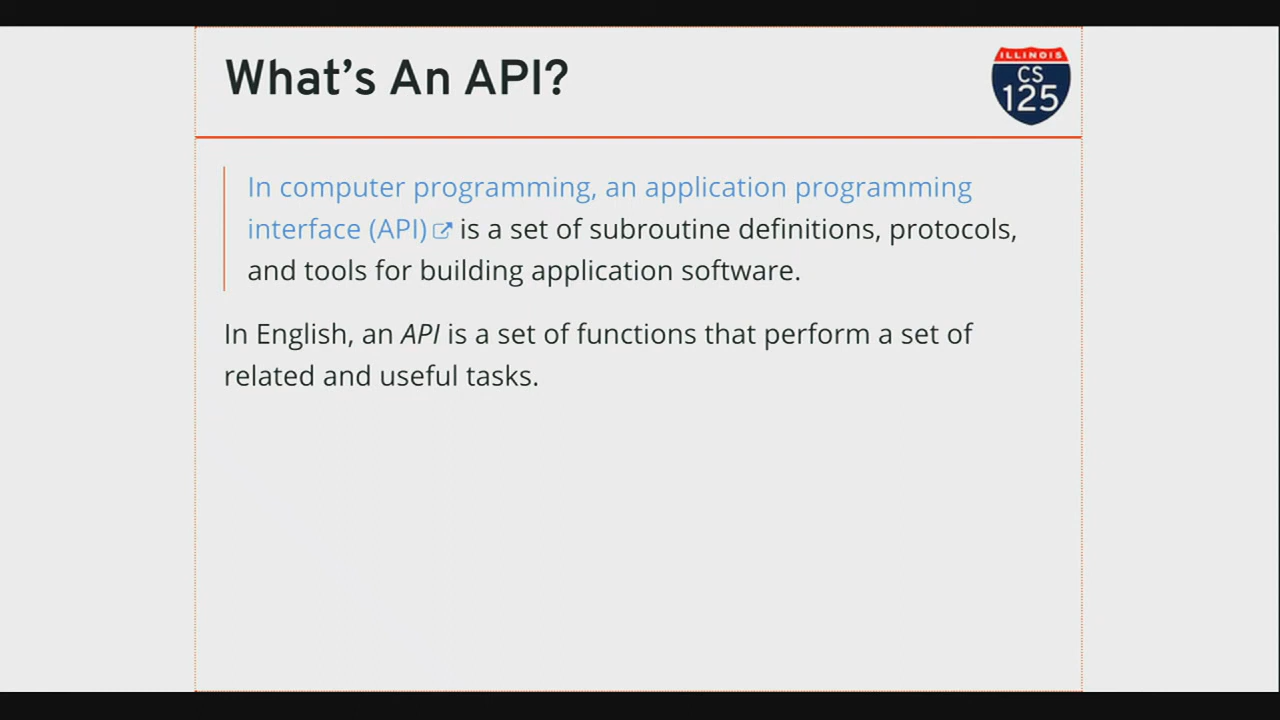 What's An API?
ILLINOIS
CS
125
In computer programming, an application programming
interface (API) is a set of subroutine definitions, protocols,
and tools for building application software.
In English, an API is a set of functions that perform a set of
related and useful tasks.